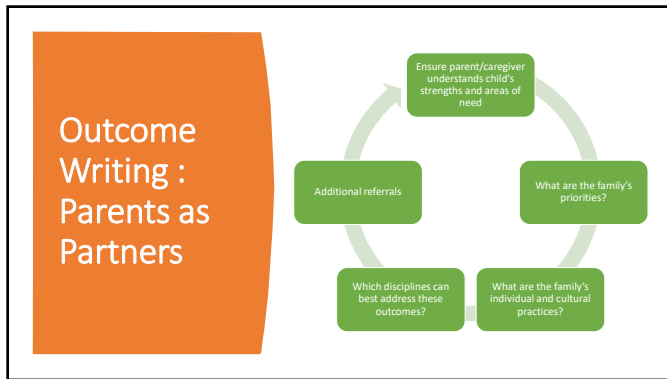 Outcome
Writing :
Parents as
Partners
Ensure parent/caregiver
understands child's
strengths and areas of
need
What are the family's
priorities?
What are the family's
individual and cultural
practices?
Which disciplines can
best address these
outcomes?
Additional referrals